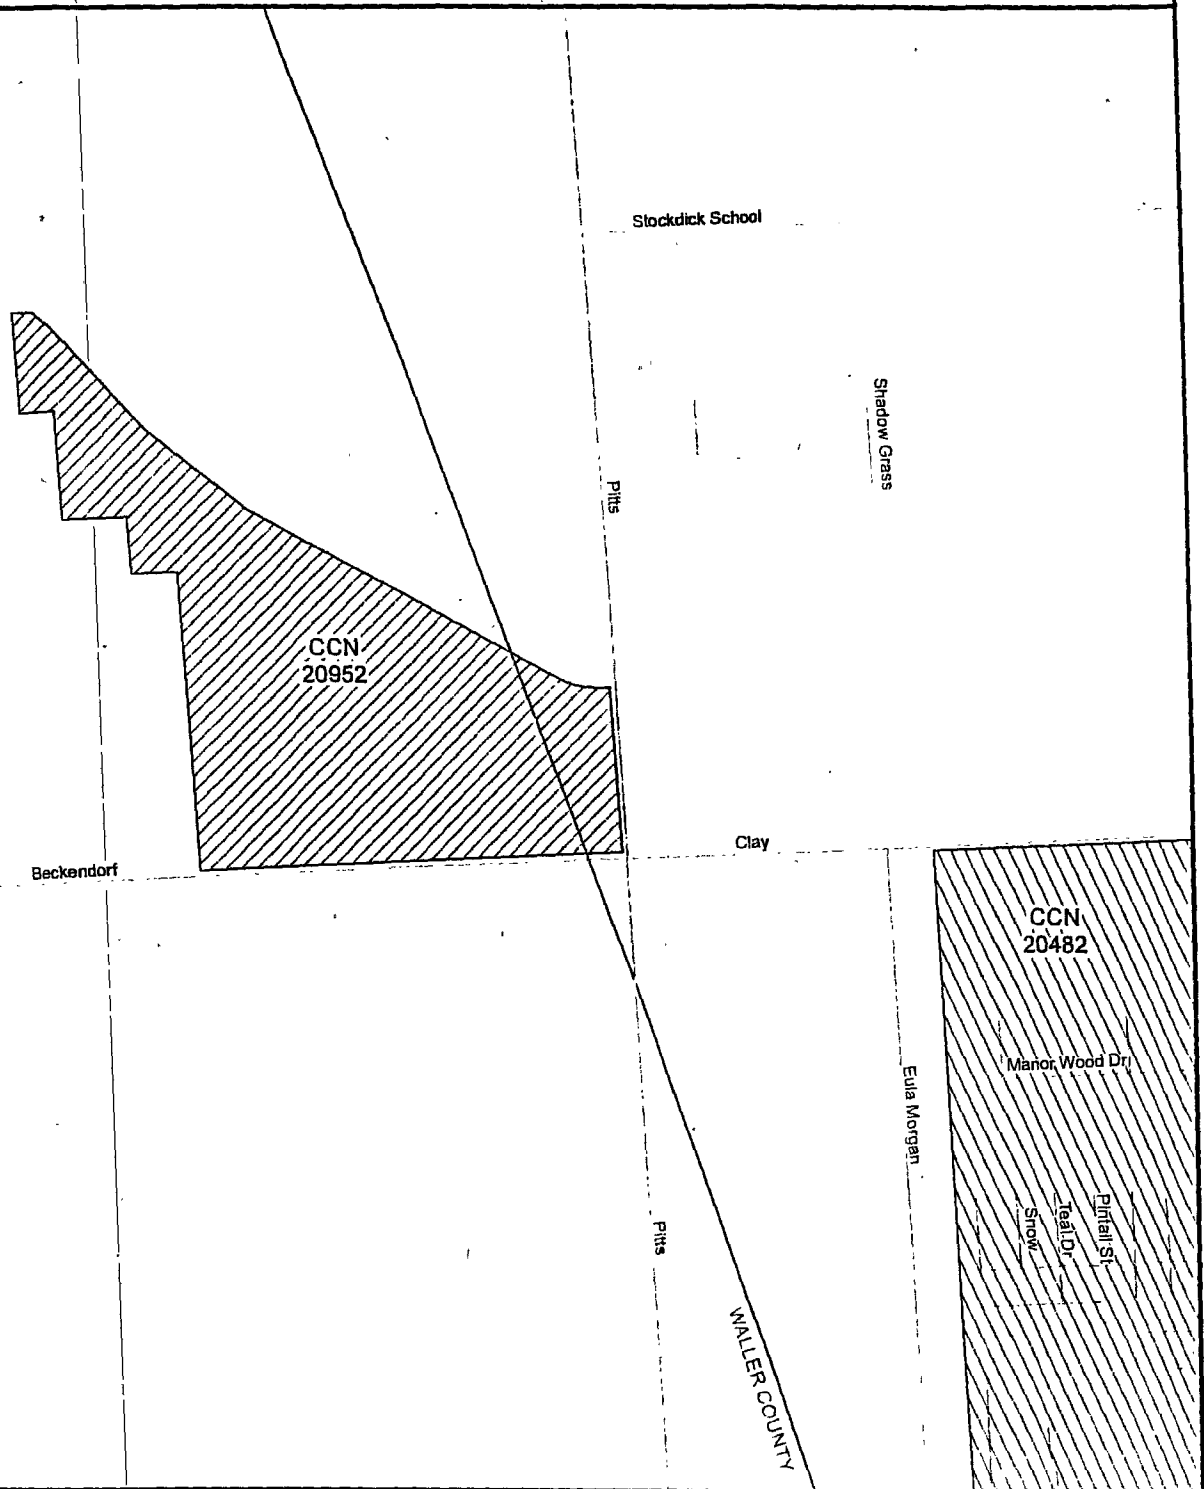 Stockdick School
Shadow Grass
Pitts
CCN
20952
Clay
Beckendorf
CCN
20482
Manor Wood Dr
Eula Morgan
Pintail St
Teal Dr
Snow
Pitts
WALLER COUNTY